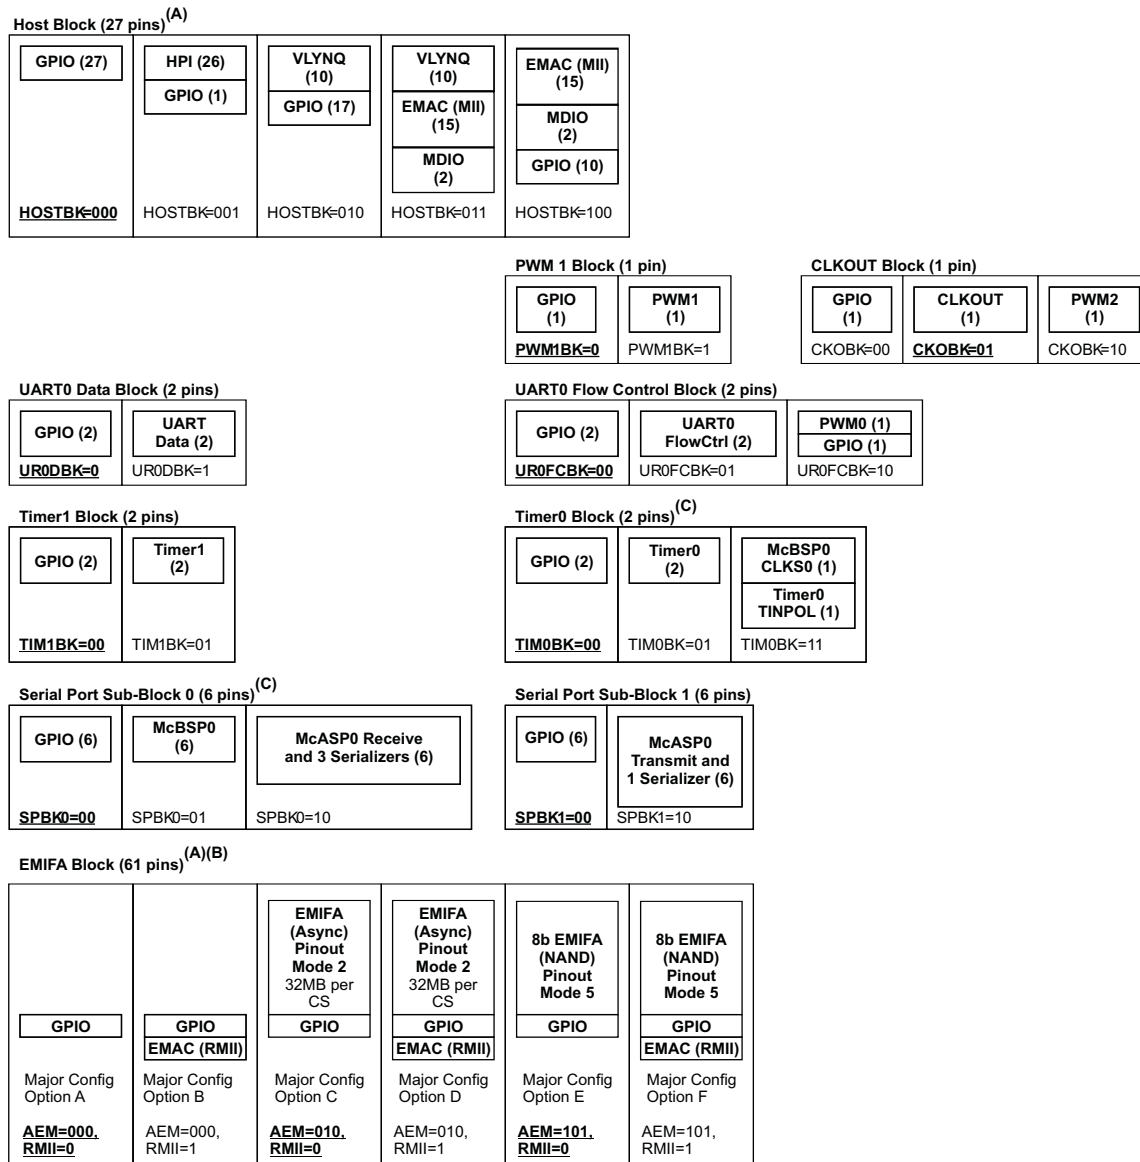 Host Block (27 pins)(A)
GPIO (27)
HOSTBK=000
HPI (26)
GPIO (1)
HOSTBK=001
VLYNQ
(10)
GPIO (17)
HOSTBK=010
VLYNQ
(10)
EMAC (MII)
(15)
MDIO
(2)
HOSTBK=011
EMAC (MII)
(15)
MDIO
(2)
GPIO (10)
HOSTBK=100
PWM 1 Block (1 pin)
GPIO
(1)
PWM1BK=0
PWM1
(1)
PWM1BK=1
CLKOUT Block (1 pin)
GPIO
(1)
CKOBK=00
CLKOUT
(1)
CKOBK=01
PWM2
(1)
CKOBK=10
UART0 Data Block (2 pins)
GPIO (2)
UR0DBK=0
UART
Data (2)
UR0DBK=1
UART0 Flow Control Block (2 pins)
GPIO (2)
UR0FCBK=00
UART0
FlowCtrl (2)
UR0FCBK=01
PWM0 (1)
GPIO (1)
UR0FCBK=10
Timer1 Block (2 pins)
GPIO (2)
TIM1BK=00
Timer1
(2)
TIM1BK=01
Timer0 Block (2 pins)(C)
GPIO (2)
TIM0BK=00
Timer0
(2)
TIM0BK=01
McBSP0
CLKS0 (1)
Timer0
TINPOL (1)
TIM0BK=11
Serial Port Sub-Block 0 (6 pins)(C)
GPIO (6)
SPBK0=00
McBSP0
(6)
SPBK0=01
McASP0 Receive
and 3 Serializers (6)
SPBK0=10
Serial Port Sub-Block 1 (6 pins)
GPIO (6)
SPBK1=00
McASP0
Transmit and
1 Serializer (6)
SPBK1=10
EMIFA Block (61 pins)(A)(B)
GPIO
Major Config
Option A
AEM=000,
RMII=0
GPIO
EMAC (RMII)
Major Config
Option B
AEM=000,
RMII=1
EMIFA
(Async)
Pinout
Mode 2
32MB per
CS
GPIO
Major Config
Option C
AEM=010,
RMII=0
EMIFA
(Async)
Pinout
Mode 2
32MB per
CS
GPIO
EMAC (RMII)
Major Config
Option D
AEM=010,
RMII=1
8b EMIFA
(NAND)
Pinout
Mode 5
GPIO
Major Config
Option E
AEM=101,
RMII=0
8b EMIFA
(NAND)
Pinout
Mode 5
GPIO
EMAC (RMII)
Major Config
Option F
AEM=101,
RMII=1